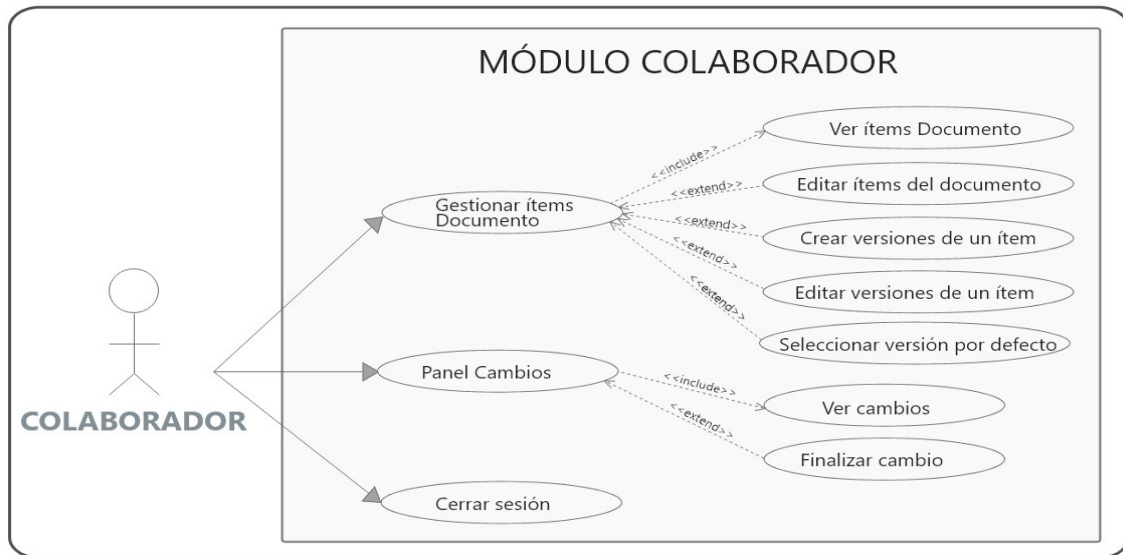 MÓDULO COLABORADOR
Ver ítems Documento
<<include>>
Editar ítems del documento
<<extend>>
Gestionar ítems
Documento
<<extend>>
Crear versiones de un ítem
<<extend>>
Editar versiones de un ítem
<<extend>>
Seleccionar versión por defecto
Panel Cambios
<<include>>
Ver cambios
<<extend>>
COLABORADOR
Finalizar cambio
Cerrar sesión